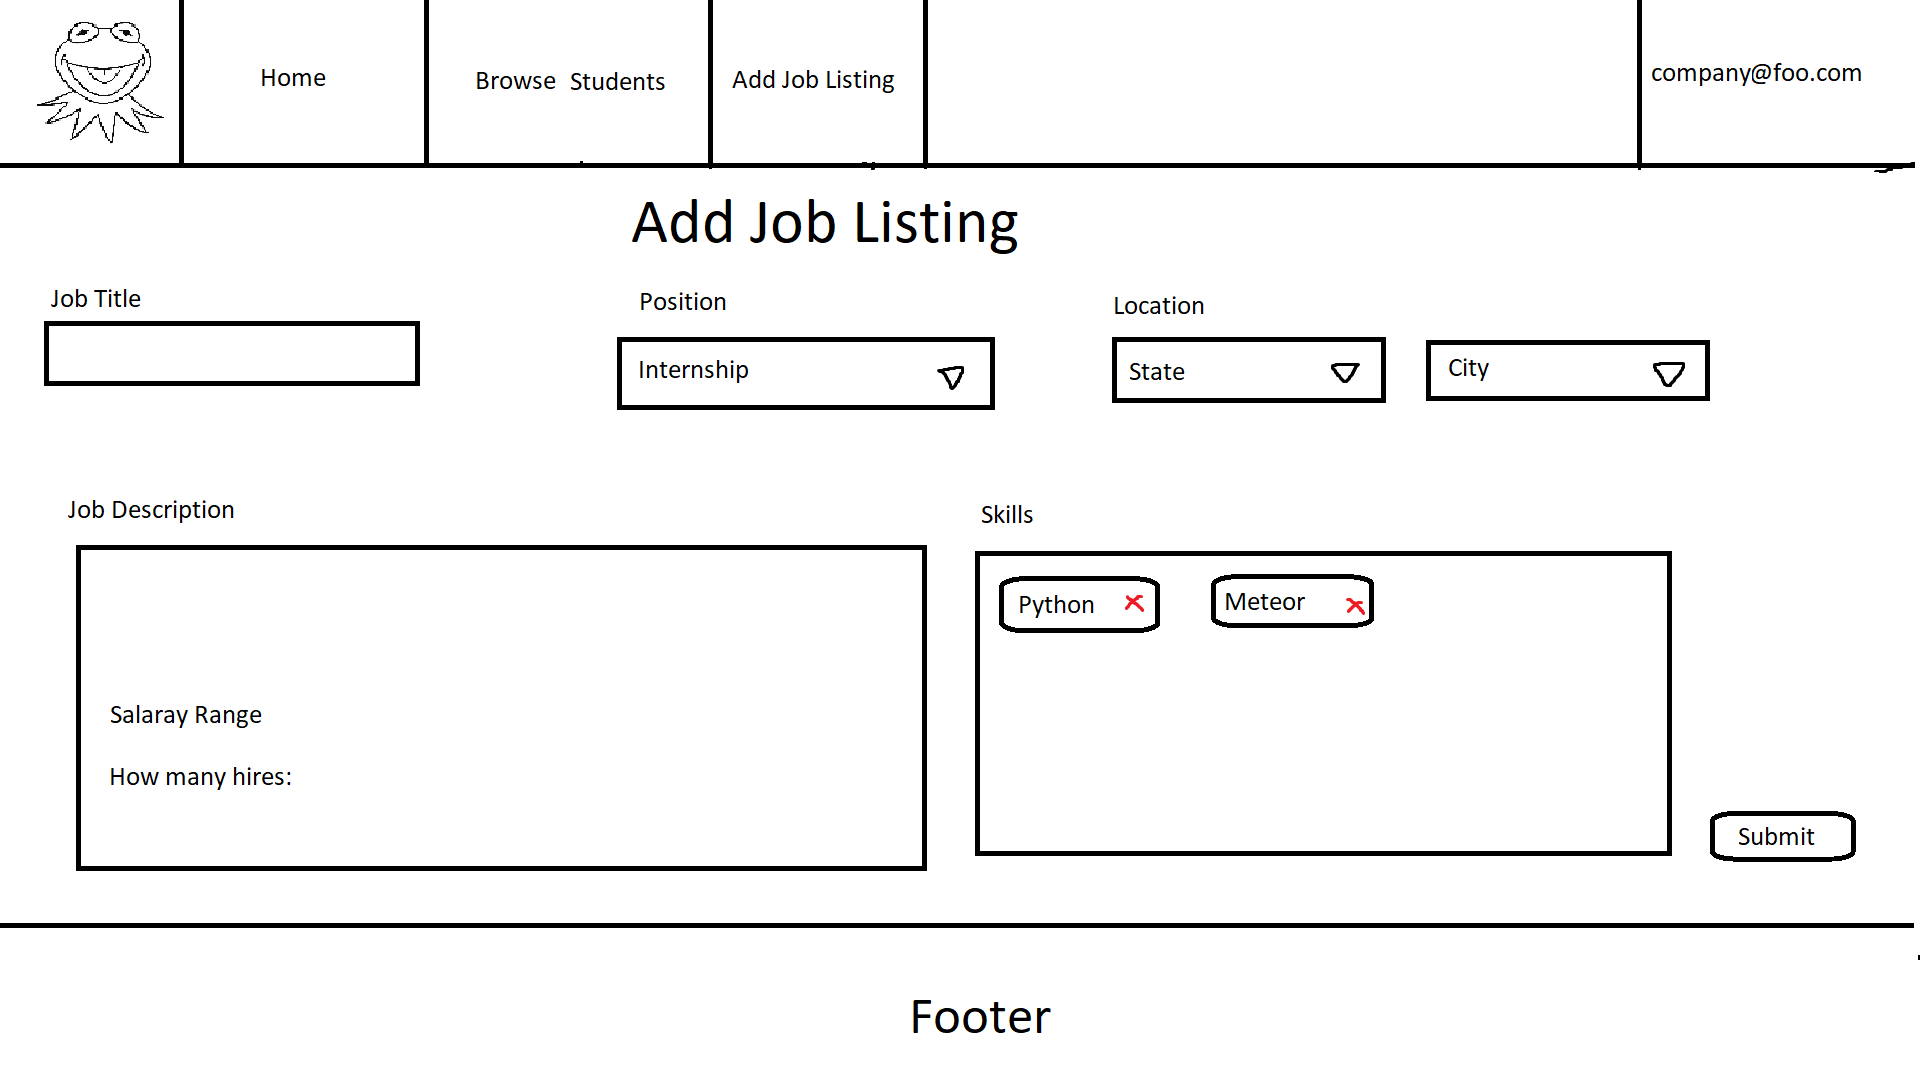 Home
Browse Students
Add Job Listing
company@foo.com
Add Job Listing
Job Title
Position
Location
Internship
State
City
Job Description
Skills
Python
Meteor
Salaray Range
How many hires:
Submit
Footer